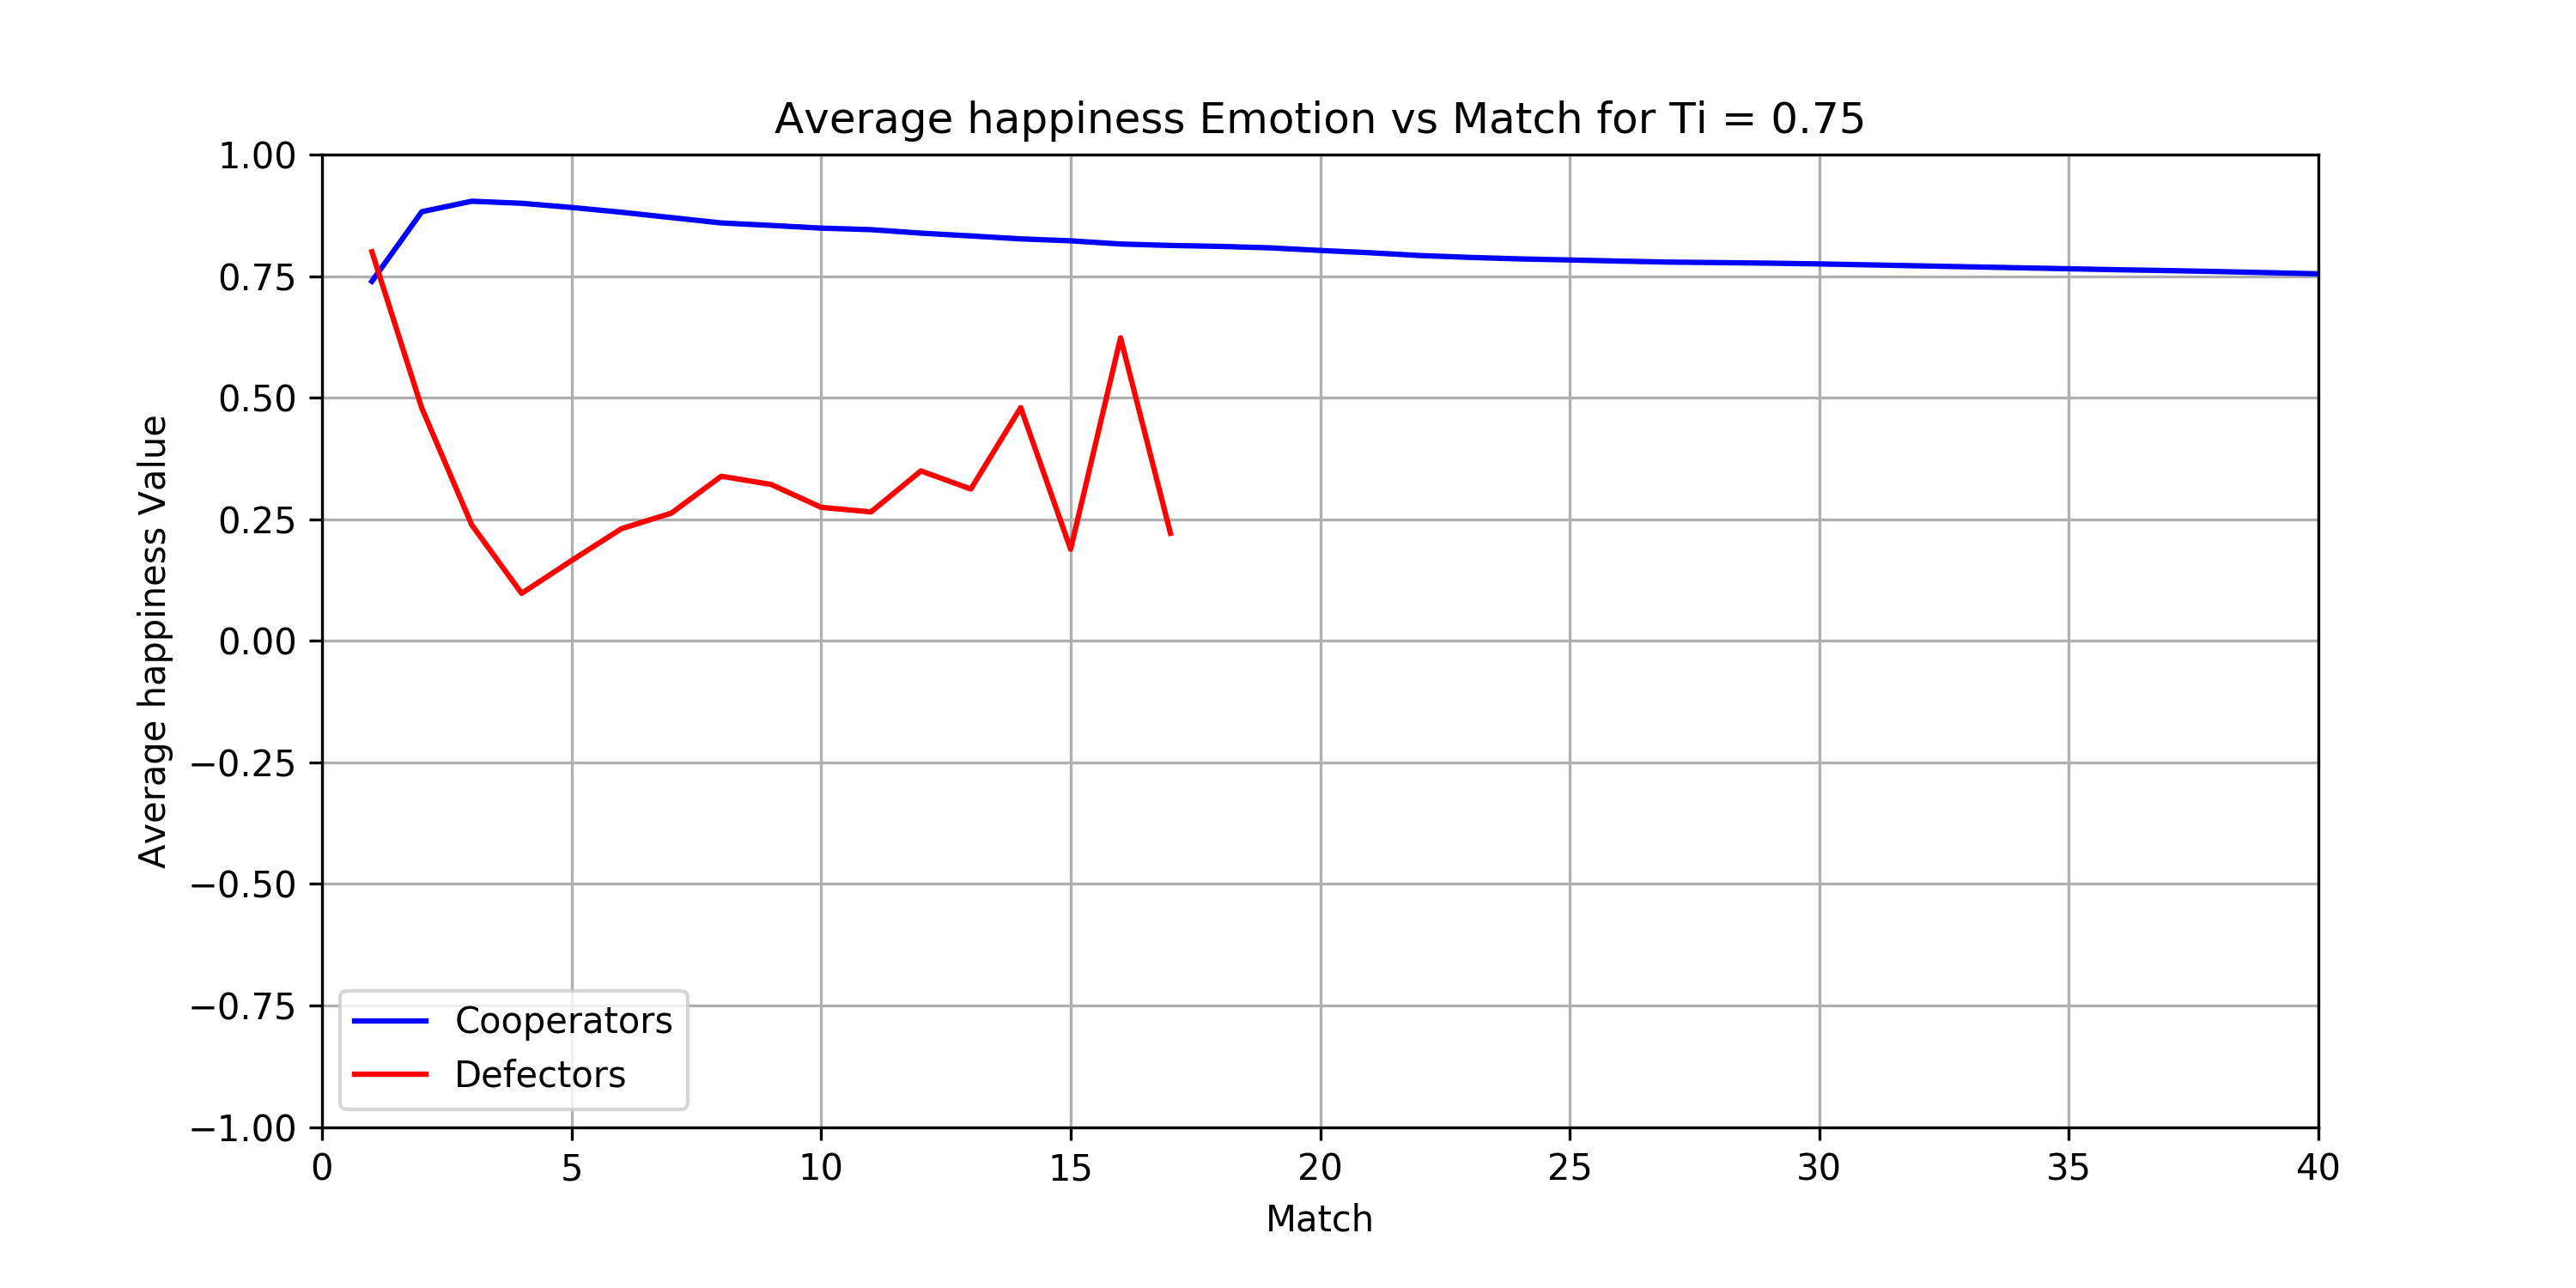 Average happiness Emotion vs Match for Ti = 0.75
1.00
0.75
0.50
0.25
0.00
−0.25
−0.50
−0.75
−1.00
Average happiness Value
Cooperators
Defectors
0 5 10 15 20 25 30 35 40
Match